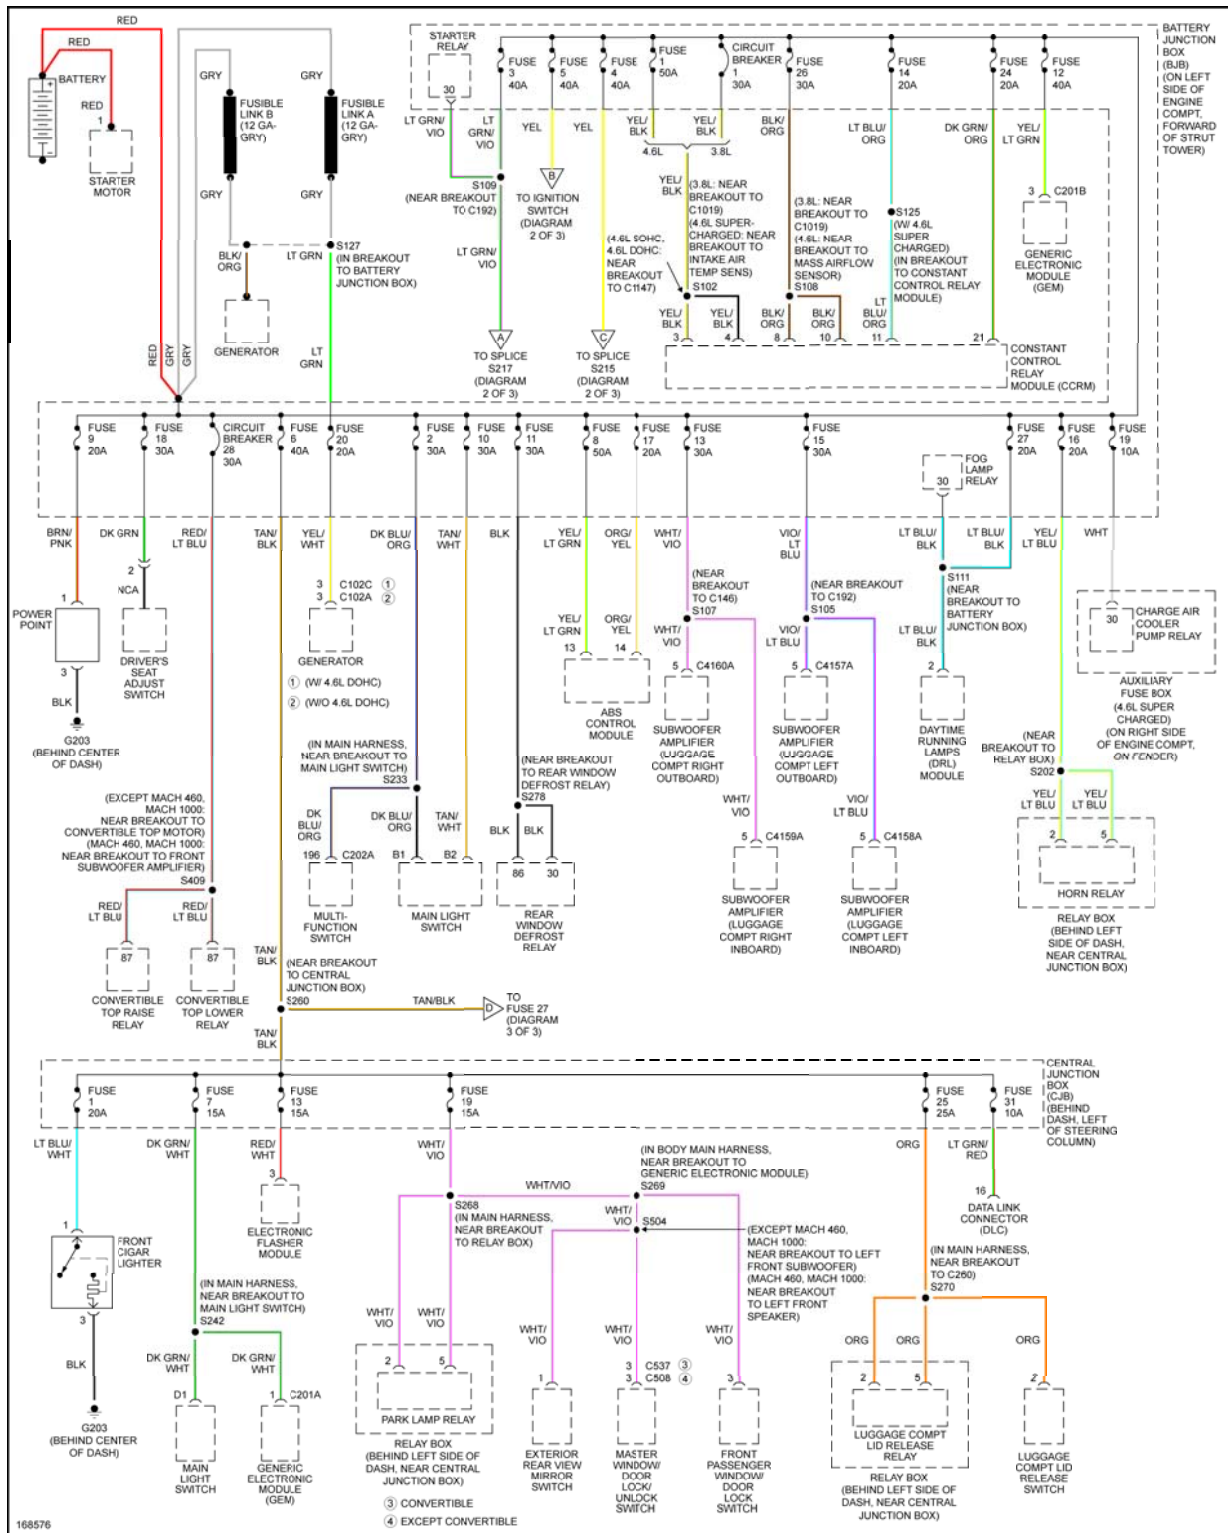 RED
RED
BATTERY
+
−
RED
1
STARTER
MOTOR
GRY
GRY
FUSIBLE
LINK B
(12 GA-
GRY)
FUSIBLE
LINK A
(12 GA-
GRY)
GRY
GRY
S127
(IN BREAKOUT
TO BATTERY
JUNCTION BOX)
BLK/
ORG
LT GRN
GENERATOR
LT
GRN
RED
GRY
GRY
STARTER
RELAY
30
FUSE
3
40A
FUSE
5
40A
FUSE
4
40A
FUSE
1
50A
CIRCUIT
BREAKER
1
30A
FUSE
26
30A
FUSE
14
20A
FUSE
24
20A
FUSE
12
40A
BATTERY
JUNCTION
BOX
(BJB)
(ON LEFT
SIDE OF
ENGINE
COMPT,
FORWARD
OF STRUT
TOWER)
LT GRN/
VIO
LT
GRN/
VIO
YEL
YEL
YEL/
BLK
YEL/
BLK
BLK/
ORG
LT BLU/
ORG
DK GRN/
ORG
YEL/
LT GRN
4.6L
3.8L
S109
(NEAR BREAKOUT
TO C192)
B
TO IGNITION
SWITCH
(DIAGRAM
2 OF 3)
YEL/
BLK
(3.8L: NEAR
BREAKOUT TO
C1019)
(4.6L SUPER-
CHARGED: NEAR
BREAKOUT TO
INTAKE AIR
TEMP SENS)
(3.8L: NEAR
BREAKOUT TO
C1019)
(4.6L: NEAR
BREAKOUT TO
MASS AIRFLOW
SENSOR)
S125
(W/ 4.6L
SUPER
CHARGED)
(IN BREAKOUT
TO CONSTANT
CONTROL RELAY
MODULE)
3 C201B
GENERIC
ELECTRONIC
MODULE
(GEM)
LT GRN/
VIO
(4.6L SOHC,
4.6L DOHC:
NEAR
BREAKOUT
TO C1147)
S102
S108
YEL/
BLK
YEL/
BLK
BLK/
ORG
BLK/
ORG
LT
BLU/
ORG
3
4
8
10
11
21
A
TO SPLICE
S217
(DIAGRAM
2 OF 3)
C
TO SPLICE
S215
(DIAGRAM
2 OF 3)
CONSTANT
CONTROL
RELAY
MODULE (CCRM)
FUSE
9
20A
FUSE
18
30A
CIRCUIT
BREAKER
28
30A
FUSE
6
40A
FUSE
20
20A
FUSE
2
30A
FUSE
10
30A
FUSE
11
30A
FUSE
8
50A
FUSE
17
20A
FUSE
13
30A
FUSE
15
30A
FOG
LAMP
RELAY
30
FUSE
27
20A
FUSE
16
20A
FUSE
19
10A
BRN/
PNK
DK GRN
RED/
LT BLU
TAN/
BLK
YEL/
WHT
DK BLU/
ORG
TAN/
WHT
BLK
YEL/
LT GRN
ORG/
YEL
WHT/
VIO
VIO/
LT
BLU
LT BLU/
BLK
LT BLU/
BLK
YEL/
LT BLU
WHT
1
POWER
POINT
3
BLK
G203
(BEHIND CENTER
OF DASH)
2
NCA
DRIVER'S
SEAT
ADJUST
SWITCH
3 C102C 1
3 C102A 2
GENERATOR
1 (W/ 4.6L DOHC)
2 (W/O 4.6L DOHC)
YEL/
LT GRN
ORG/
YEL
13
14
ABS
CONTROL
MODULE
(NEAR
BREAKOUT
TO C146)
S107
WHT/
VIO
5 C4160A
SUBWOOFER
AMPLIFIER
(LUGGAGE
COMPT RIGHT
OUTBOARD)
(NEAR BREAKOUT
TO C192)
S105
VIO/
LT BLU
5 C4157A
SUBWOOFER
AMPLIFIER
(LUGGAGE
COMPT LEFT
OUTBOARD)
S111
(NEAR
BREAKOUT TO
BATTERY
JUNCTION BOX)
LT BLU/
BLK
2
DAYTIME
RUNNING
LAMPS
(DRL)
MODULE
30
CHARGE AIR
COOLER
PUMP RELAY
AUXILIARY
FUSE BOX
(4.6L SUPER
CHARGED)
(ON RIGHT SIDE
OF ENGINE COMPT,
ON FENDER)
(IN MAIN HARNESS,
NEAR BREAKOUT TO
MAIN LIGHT SWITCH)
S233
(NEAR BREAKOUT
TO REAR WINDOW
DEFROST RELAY)
S278
(NEAR
BREAKOUT TO
RELAY BOX)
S202
(EXCEPT MACH 460,
MACH 1000:
NEAR BREAKOUT TO
CONVERTIBLE TOP MOTOR)
(MACH 460, MACH 1000:
NEAR BREAKOUT TO FRONT
SUBWOOFER AMPLIFIER)
S409
DK
BLU/
ORG
DK BLU/
ORG
TAN/
WHT
BLK
BLK
WHT/
VIO
VIO/
LT BLU
YEL/
LT BLU
YEL/
LT BLU
196 C202A
MULTI-
FUNCTION
SWITCH
B1
B2
MAIN LIGHT
SWITCH
86
30
REAR
WINDOW
DEFROST
RELAY
5 C4159A
SUBWOOFER
AMPLIFIER
(LUGGAGE
COMPT RIGHT
INBOARD)
5 C4158A
SUBWOOFER
AMPLIFIER
(LUGGAGE
COMPT LEFT
INBOARD)
2
5
HORN RELAY
RELAY BOX
(BEHIND LEFT
SIDE OF DASH,
NEAR CENTRAL
JUNCTION BOX)
RED/
LT BLU
RED/
LT BLU
87
87
CONVERTIBLE
TOP RAISE
RELAY
CONVERTIBLE
TOP LOWER
RELAY
TAN/
BLK
(NEAR BREAKOUT
TO CENTRAL
JUNCTION BOX)
S260
TAN/BLK
D
TO
FUSE 27
(DIAGRAM
3 OF 3)
TAN/
BLK
FUSE
1
20A
FUSE
7
15A
FUSE
13
15A
FUSE
19
15A
FUSE
25
25A
FUSE
31
10A
CENTRAL
JUNCTION
BOX
(CJB)
(BEHIND
DASH, LEFT
OF STEERING
COLUMN)
LT BLU/
WHT
DK GRN/
WHT
RED/
WHT
WHT/
VIO
ORG
LT GRN/
RED
3
ELECTRONIC
FLASHER
MODULE
WHT/VIO
S268
(IN MAIN HARNESS,
NEAR BREAKOUT
TO RELAY BOX)
(IN BODY MAIN HARNESS,
NEAR BREAKOUT TO
GENERIC ELECTRONIC MODULE)
S269
WHT/
VIO
S504
(EXCEPT MACH 460,
MACH 1000:
NEAR BREAKOUT TO LEFT
FRONT SUBWOOFER)
(MACH 460, MACH 1000:
NEAR BREAKOUT
TO LEFT FRONT
SPEAKER)
16
DATA LINK
CONNECTOR
(DLC)
(IN MAIN HARNESS,
NEAR BREAKOUT
TO C260)
S270
1
FRONT
CIGAR
LIGHTER
3
BLK
G203
(BEHIND CENTER
OF DASH)
(IN MAIN HARNESS,
NEAR BREAKOUT TO
MAIN LIGHT SWITCH)
S242
DK GRN/
WHT
DK GRN/
WHT
D1
MAIN
LIGHT
SWITCH
1 C201A
GENERIC
ELECTRONIC
MODULE
(GEM)
WHT/
VIO
WHT/
VIO
2
5
PARK LAMP RELAY
RELAY BOX
(BEHIND LEFT SIDE OF
DASH, NEAR CENTRAL
JUNCTION BOX)
3 CONVERTIBLE
4 EXCEPT CONVERTIBLE
WHT/
VIO
WHT/
VIO
WHT/
VIO
1
EXTERIOR
REAR VIEW
MIRROR
SWITCH
3 C537 3
3 C508 4
MASTER
WINDOW/
DOOR
LOCK/
UNLOCK
SWITCH
3
FRONT
PASSENGER
WINDOW/
DOOR
LOCK
SWITCH
ORG
ORG
ORG
2
5
LUGGAGE COMPT
LID RELEASE
RELAY
RELAY BOX
(BEHIND LEFT SIDE OF
DASH, NEAR CENTRAL
JUNCTION BOX)
2
LUGGAGE
COMPT LID
RELEASE
SWITCH
168576